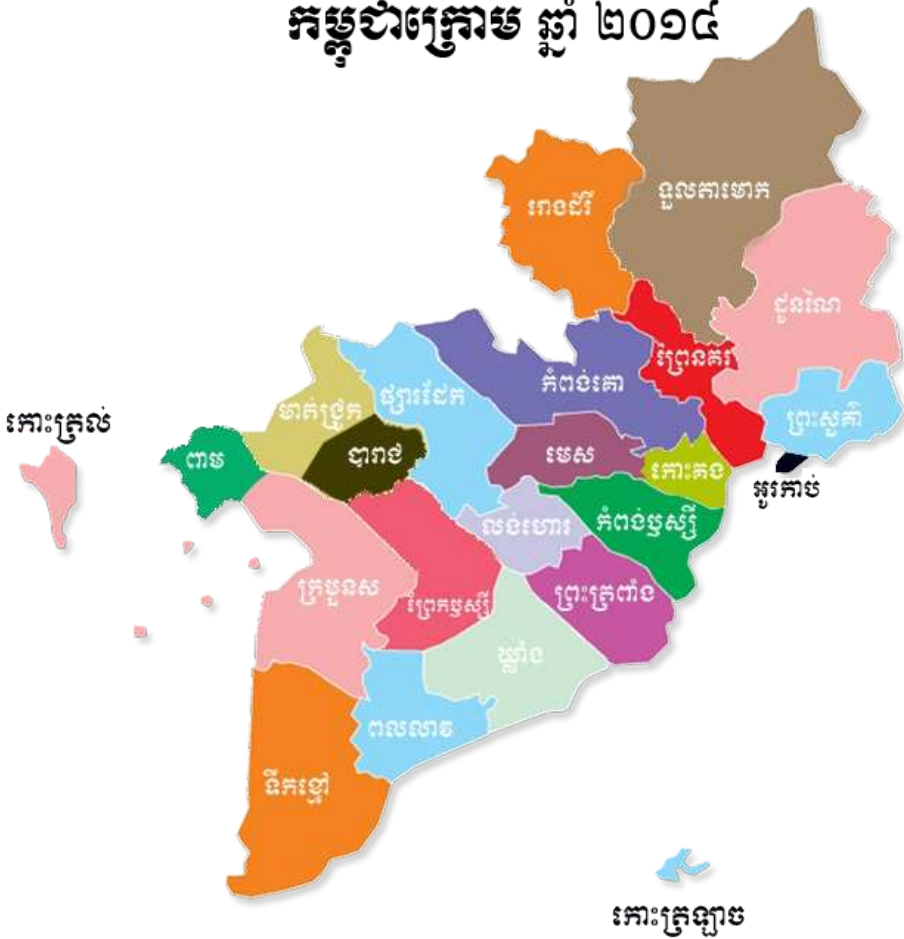 កម្ពុជាក្រោម ឆ្នាំ ២០១៤
ទួលតាមោក
រោងដំរី
ដូនណៃ
ព្រៃនគរ
កំពង់គោ
ផ្សារដែក
មាត់ជ្រូក
ព្រះសួគ៌ា
កោះត្រល់
ពាម
បារាជ
រមស
កោះគង
អូរកាប់
លង់ហោរ
កំពង់ឫស្សី
ក្រមួនស
ព្រែកឫស្សី
ព្រះត្រពាំង
ឃ្លាំង
ពលលាវ
ទឹកខ្មៅ
កោះត្រឡាច